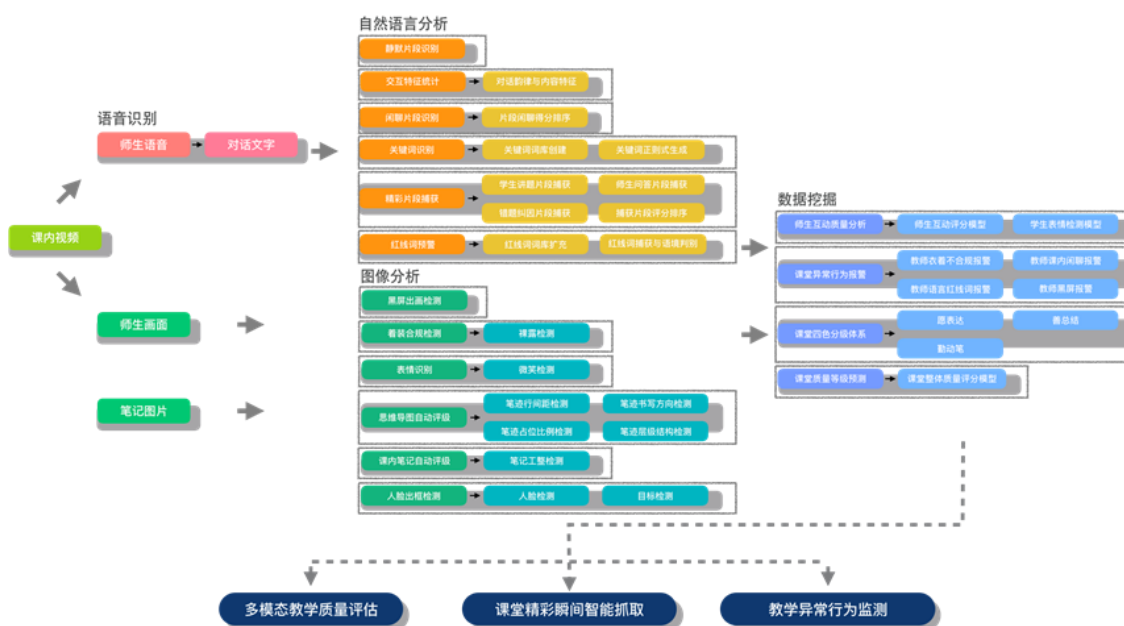 自然语言分析
静默片段识别
交互特征统计 对话韵律与内容特征
闲聊片段识别 片段闲聊得分排序
关键词识别 关键词词库创建 关键词正则式生成
精彩片段捕获 学生讲题片段捕获 师生问答片段捕获
错题纠因片段捕获 捕获片段评分排序
红线词预警 红线词词库扩充 红线词捕获与语境判别
语音识别
师生语音 对话文字
课内视频
师生画面
笔记图片
图像分析
黑屏出画检测
着装合规检测 裸露检测
表情识别 微笑检测
思维导图自动评级 笔迹行间距检测 笔迹书写方向检测
笔迹占位比例检测 笔迹层级结构检测
课内笔记自动评级 笔记工整检测
人脸出框检测 人脸检测 目标检测
数据挖掘
师生互动质量分析 师生互动评分模型 学生表情检测模型
课堂异常行为报警 教师衣着不合规报警 教师课内闲聊报警
教师语言红线词报警 教师黑屏报警
课堂四色分级体系 愿表达 善总结
勤动笔
课堂质量等级预测 课堂整体质量评分模型
多模态教学质量评估 课堂精彩瞬间智能抓取 教学异常行为监测